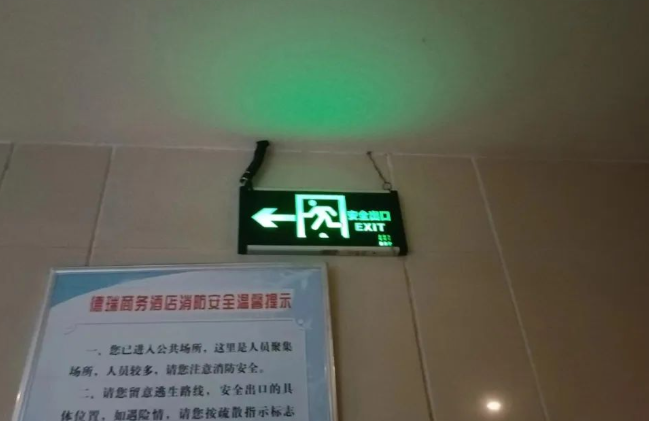 安全出口
EXIT
德瑞商务酒店消防安全温馨提示
一、您已进入公共场所，这里是人员聚集
场所，人员较多，请您注意消防安全。
二、请您留意逃生路线，安全出口的具
体位置，如遇险情，请您按疏散指示标志